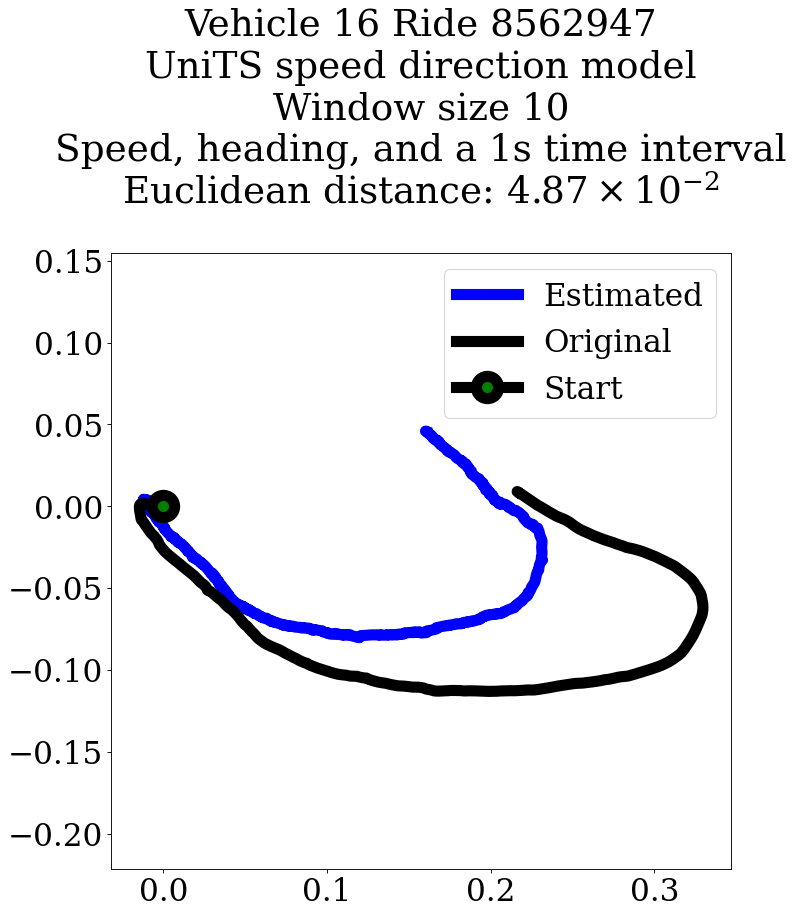 Vehicle 16 Ride 8562947
UniTS speed direction model
Window size 10
Speed, heading, and a 1s time interval
Euclidean distance: 4.87 × 10⁻²
Estimated
Original
Start
0.15
0.10
0.05
0.00
−0.05
−0.10
−0.15
−0.20
0.0 0.1 0.2 0.3